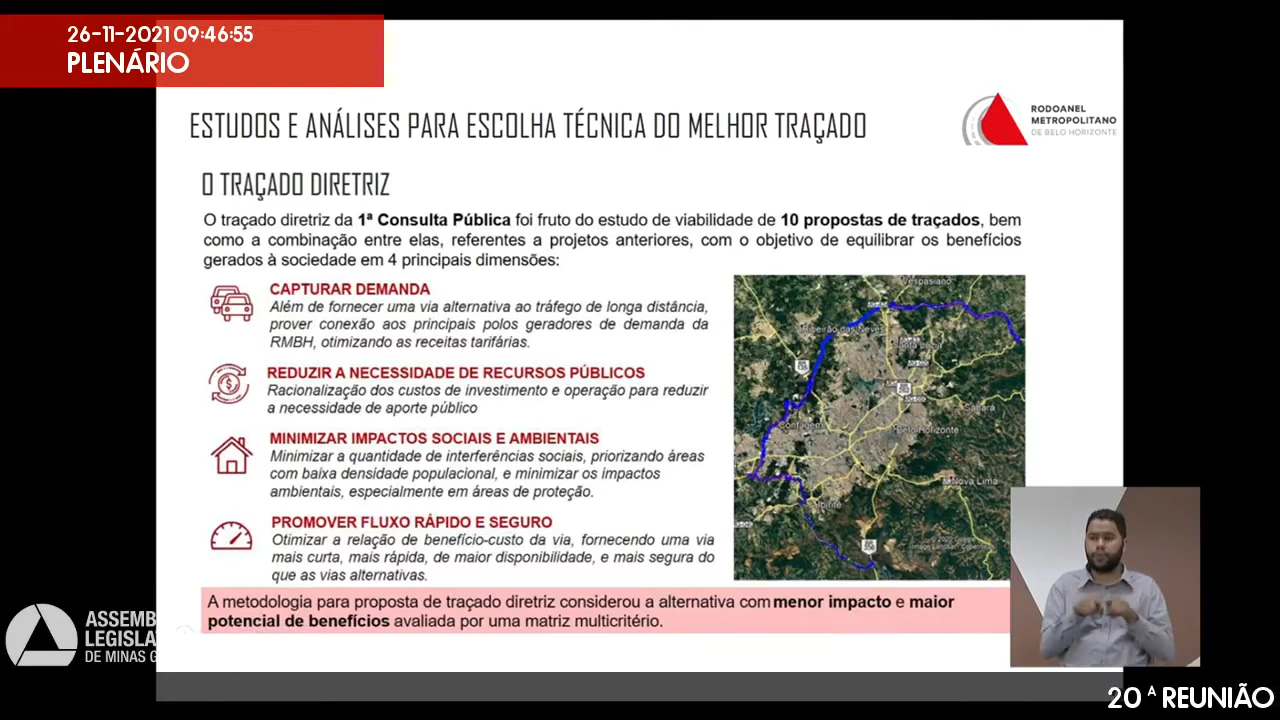 26-11-2021 09:46:55
PLENÁRIO
ESTUDOS E ANÁLISES PARA ESCOLHA TÉCNICA DO MELHOR TRAÇADO
RODOANEL
METROPOLITANO
DE BELO HORIZONTE
O TRAÇADO DIRETRIZ
O traçado diretriz da 1ª Consulta Pública foi fruto do estudo de viabilidade de 10 propostas de traçados, bem
como a combinação entre elas, referentes a projetos anteriores, com o objetivo de equilibrar os benefícios
gerados à sociedade em 4 principais dimensões:
CAPTURAR DEMANDA
Além de fornecer uma via alternativa ao tráfego de longa distância,
prover conexão aos principais polos geradores de demanda da
RMBH, otimizando as receitas tarifárias.
REDUZIR A NECESSIDADE DE RECURSOS PÚBLICOS
Racionalização dos custos de investimento e operação para reduzir
a necessidade de aporte público
MINIMIZAR IMPACTOS SOCIAIS E AMBIENTAIS
Minimizar a quantidade de interferências sociais, priorizando áreas
com baixa densidade populacional, e minimizar os impactos
ambientais, especialmente em áreas de proteção.
PROMOVER FLUXO RÁPIDO E SEGURO
Otimizar a relação de benefício-custo da via, fornecendo uma via
mais curta, mais rápida, de maior disponibilidade, e mais segura do
que as vias alternativas.
Vespasiano
Ribeirão das Neves
Santa Luzia
Sabará
Contagem
Belo Horizonte
Nova Lima
Ibirité
A metodologia para proposta de traçado diretriz considerou a alternativa com menor impacto e maior
potencial de benefícios avaliada por uma matriz multicritério.
ASSEMB
LEGISLA
DE MINAS G
20ª REUNIÃO